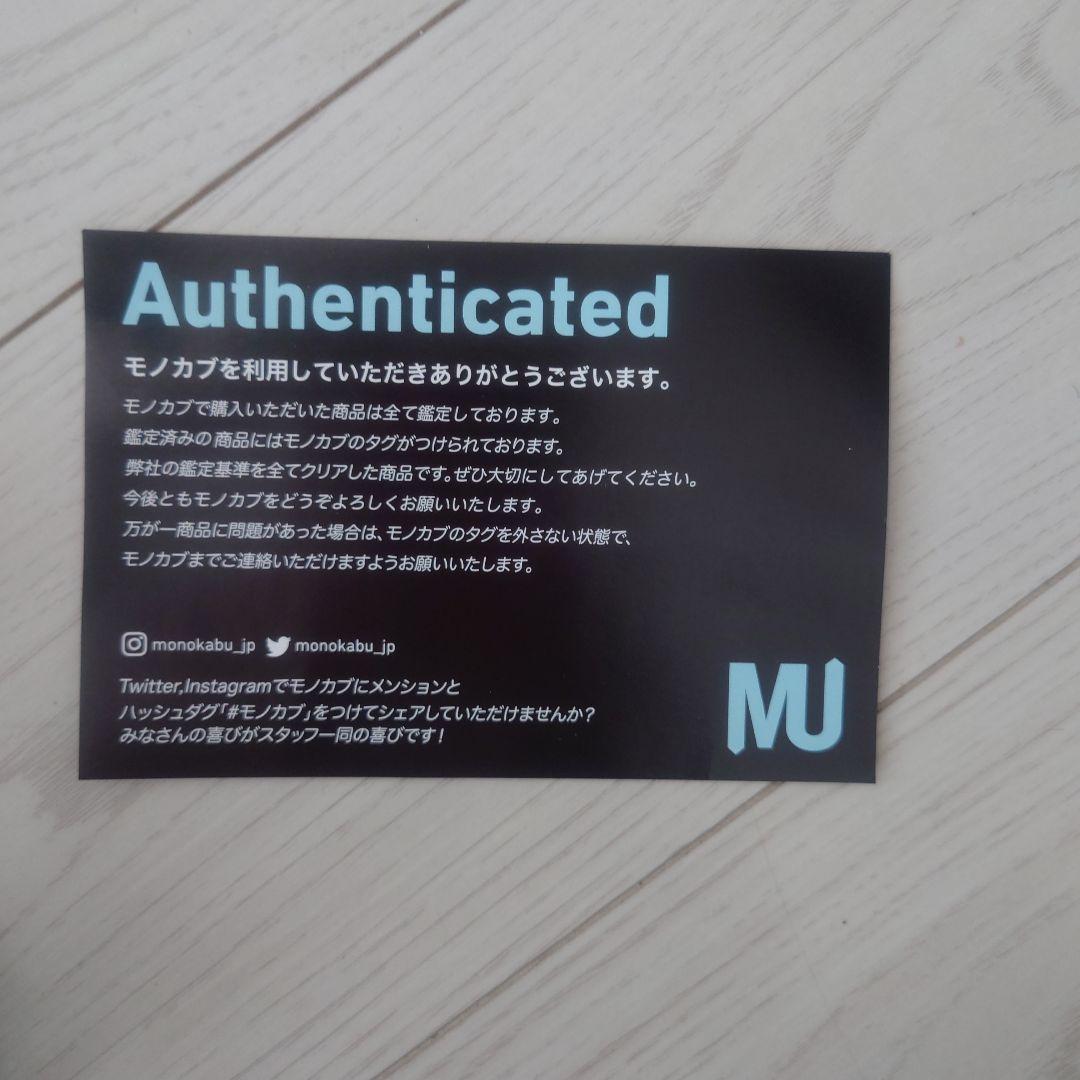 Authenticated
モノカブを利用していただきありがとうございます。
モノカブで購入いただいた商品は全て鑑定しております。
鑑定済みの商品にはモノカブのタグがつけられております。
弊社の鑑定基準を全てクリアした商品です。ぜひ大切にしてあげてください。
今後ともモノカブをどうぞよろしくお願いいたします。
万が一商品に問題があった場合は、モノカブのタグを外さない状態で、
モノカブまでご連絡いただけますようお願いいたします。
monokabu_jp monokabu_jp
Twitter,Instagramでモノカブにメンションと
ハッシュダグ「#モノカブ」をつけてシェアしていただけませんか?
みなさんの喜びがスタッフ一同の喜びです!
MU